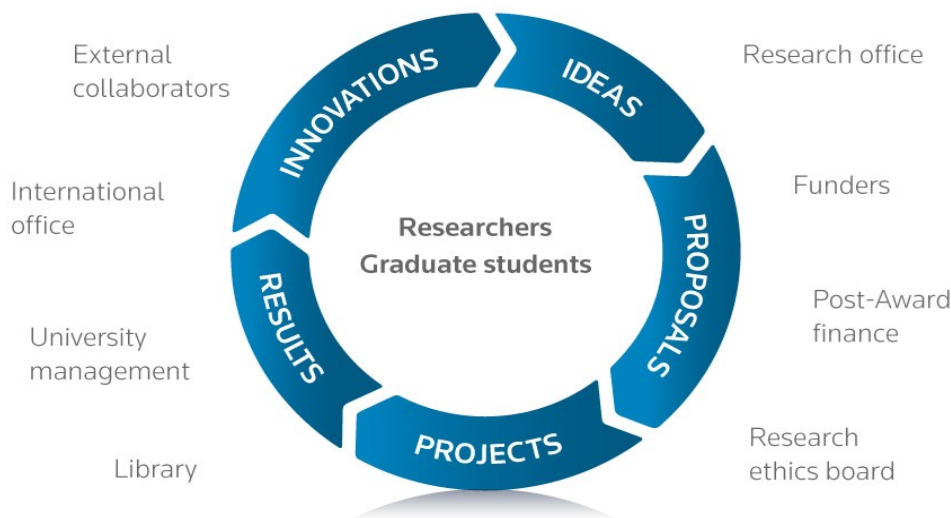 External
collaborators
International
office
University
management
Library
INNOVATIONS
IDEAS
PROPOSALS
PROJECTS
RESULTS
Researchers
Graduate students
Research office
Funders
Post-Award
finance
Research
ethics board